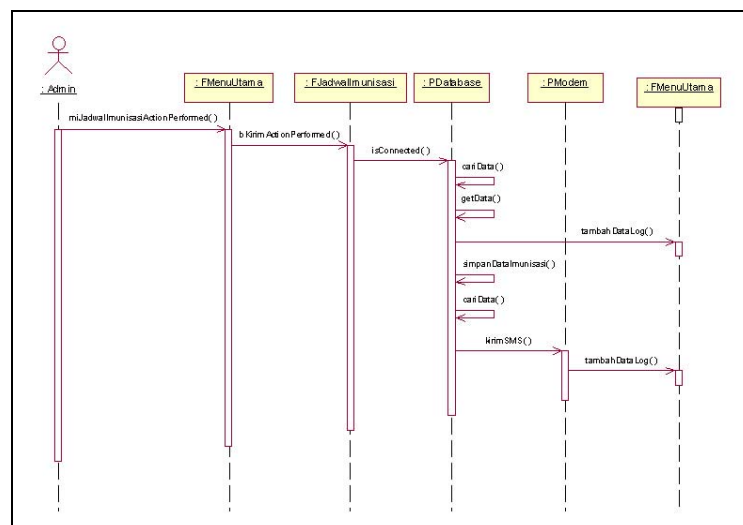 : Admin
: FMenuUtama
: FJadwalImunisasi
: PDatabase
: PModem
: FMenuUtama
miJadwalImunisasiActionPerformed( )
bKirimActionPerformed( )
isConnected( )
cariData( )
getData( )
tambahDataLog( )
simpanDataImunisasi( )
cariData( )
kirimSMS( )
tambahDataLog( )